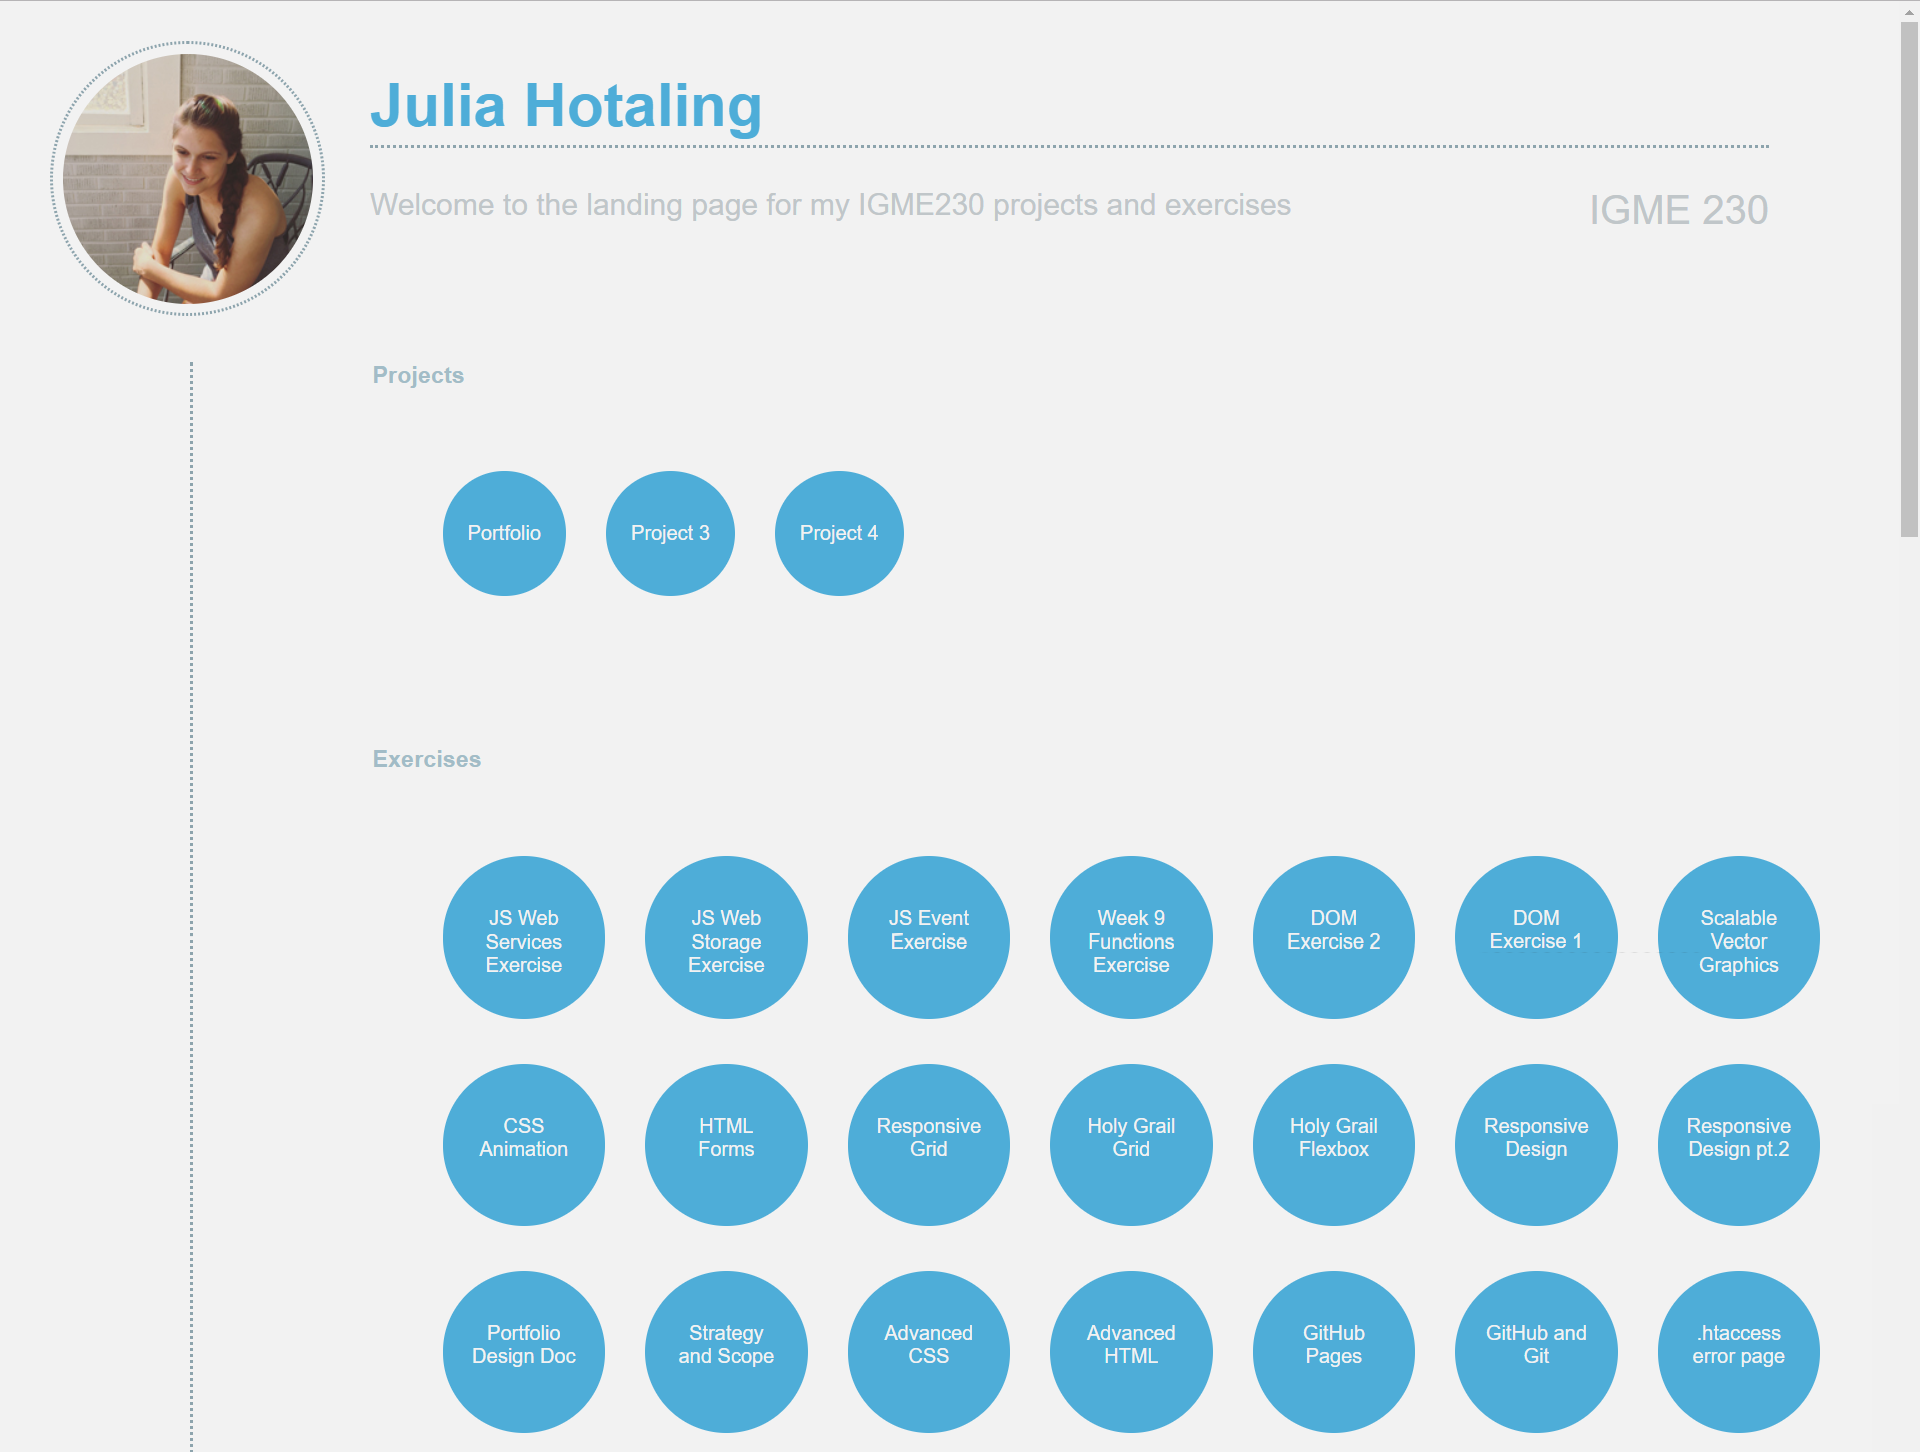 Julia Hotaling
Welcome to the landing page for my IGME230 projects and exercises
IGME 230
Projects
Portfolio
Project 3
Project 4
Exercises
JS Web
Services
Exercise
JS Web
Storage
Exercise
JS Event
Exercise
Week 9
Functions
Exercise
DOM
Exercise 2
DOM
Exercise 1
Scalable
Vector
Graphics
CSS
Animation
HTML
Forms
Responsive
Grid
Holy Grail
Grid
Holy Grail
Flexbox
Responsive
Design
Responsive
Design pt.2
Portfolio
Design Doc
Strategy
and Scope
Advanced
CSS
Advanced
HTML
GitHub
Pages
GitHub and
Git
.htaccess
error page